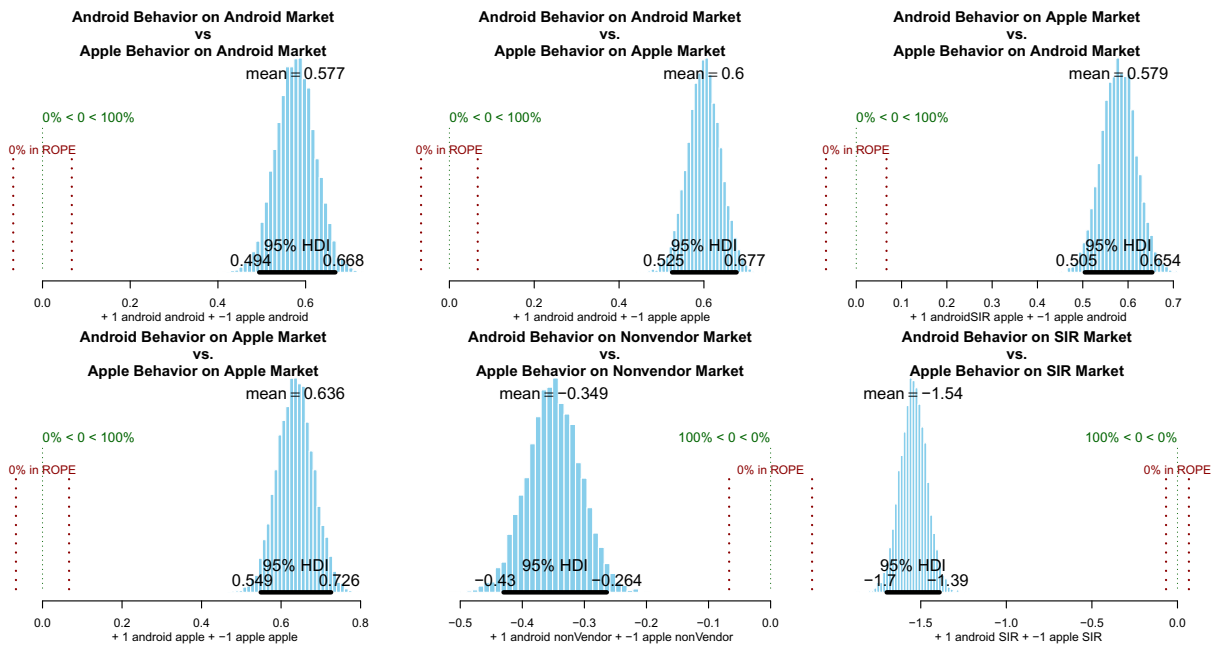 Android Behavior on Android Market
vs
Apple Behavior on Android Market
mean = 0.577
0% < 0 < 100%
0% in ROPE
95% HDI
0.494 0.668
0.0 0.2 0.4 0.6
+ 1 android android + −1 apple android
Android Behavior on Android Market
vs.
Apple Behavior on Apple Market
mean = 0.6
0% < 0 < 100%
0% in ROPE
95% HDI
0.525 0.677
0.0 0.2 0.4 0.6
+ 1 android android + −1 apple apple
Android Behavior on Apple Market
vs.
Apple Behavior on Android Market
mean = 0.579
0% < 0 < 100%
0% in ROPE
95% HDI
0.505 0.654
0.0 0.1 0.2 0.3 0.4 0.5 0.6 0.7
+ 1 androidSIR apple + −1 apple android
Android Behavior on Apple Market
vs.
Apple Behavior on Apple Market
mean = 0.636
0% < 0 < 100%
0% in ROPE
95% HDI
0.549 0.726
0.0 0.2 0.4 0.6 0.8
+ 1 android apple + −1 apple apple
Android Behavior on Nonvendor Market
vs.
Apple Behavior on Nonvendor Market
mean = −0.349
100% < 0 < 0%
0% in ROPE
95% HDI
−0.43 −0.264
−0.5 −0.4 −0.3 −0.2 −0.1 0.0
+ 1 android nonVendor + −1 apple nonVendor
Android Behavior on SIR Market
vs.
Apple Behavior on SIR Market
mean = −1.54
100% < 0 < 0%
0% in ROPE
95% HDI
−1.7 −1.39
−1.5 −1.0 −0.5 0.0
+ 1 android SIR + −1 apple SIR